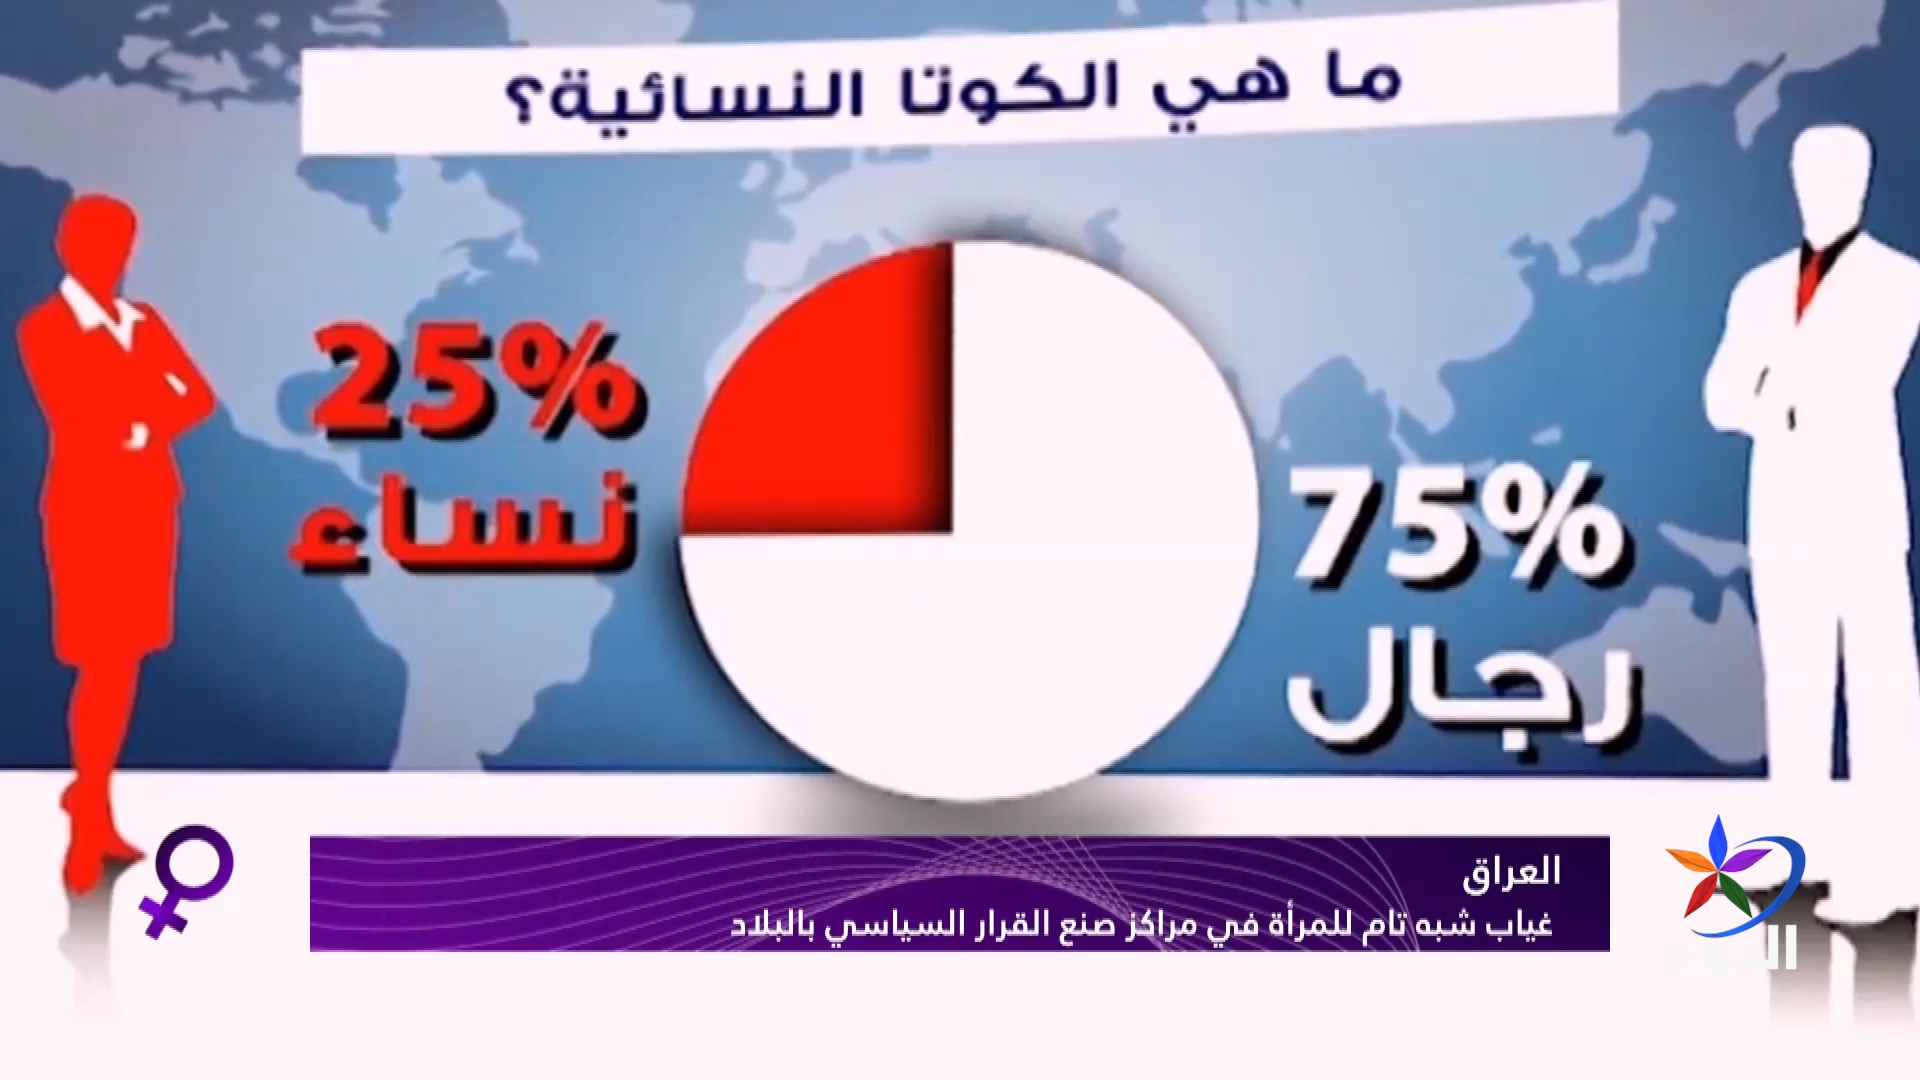 ما هي الكوتا النسائية؟
25%
نساء
75%
رجال
العراق
غياب شبه تام للمرأة في مراكز صنع القرار السياسي بالبلاد